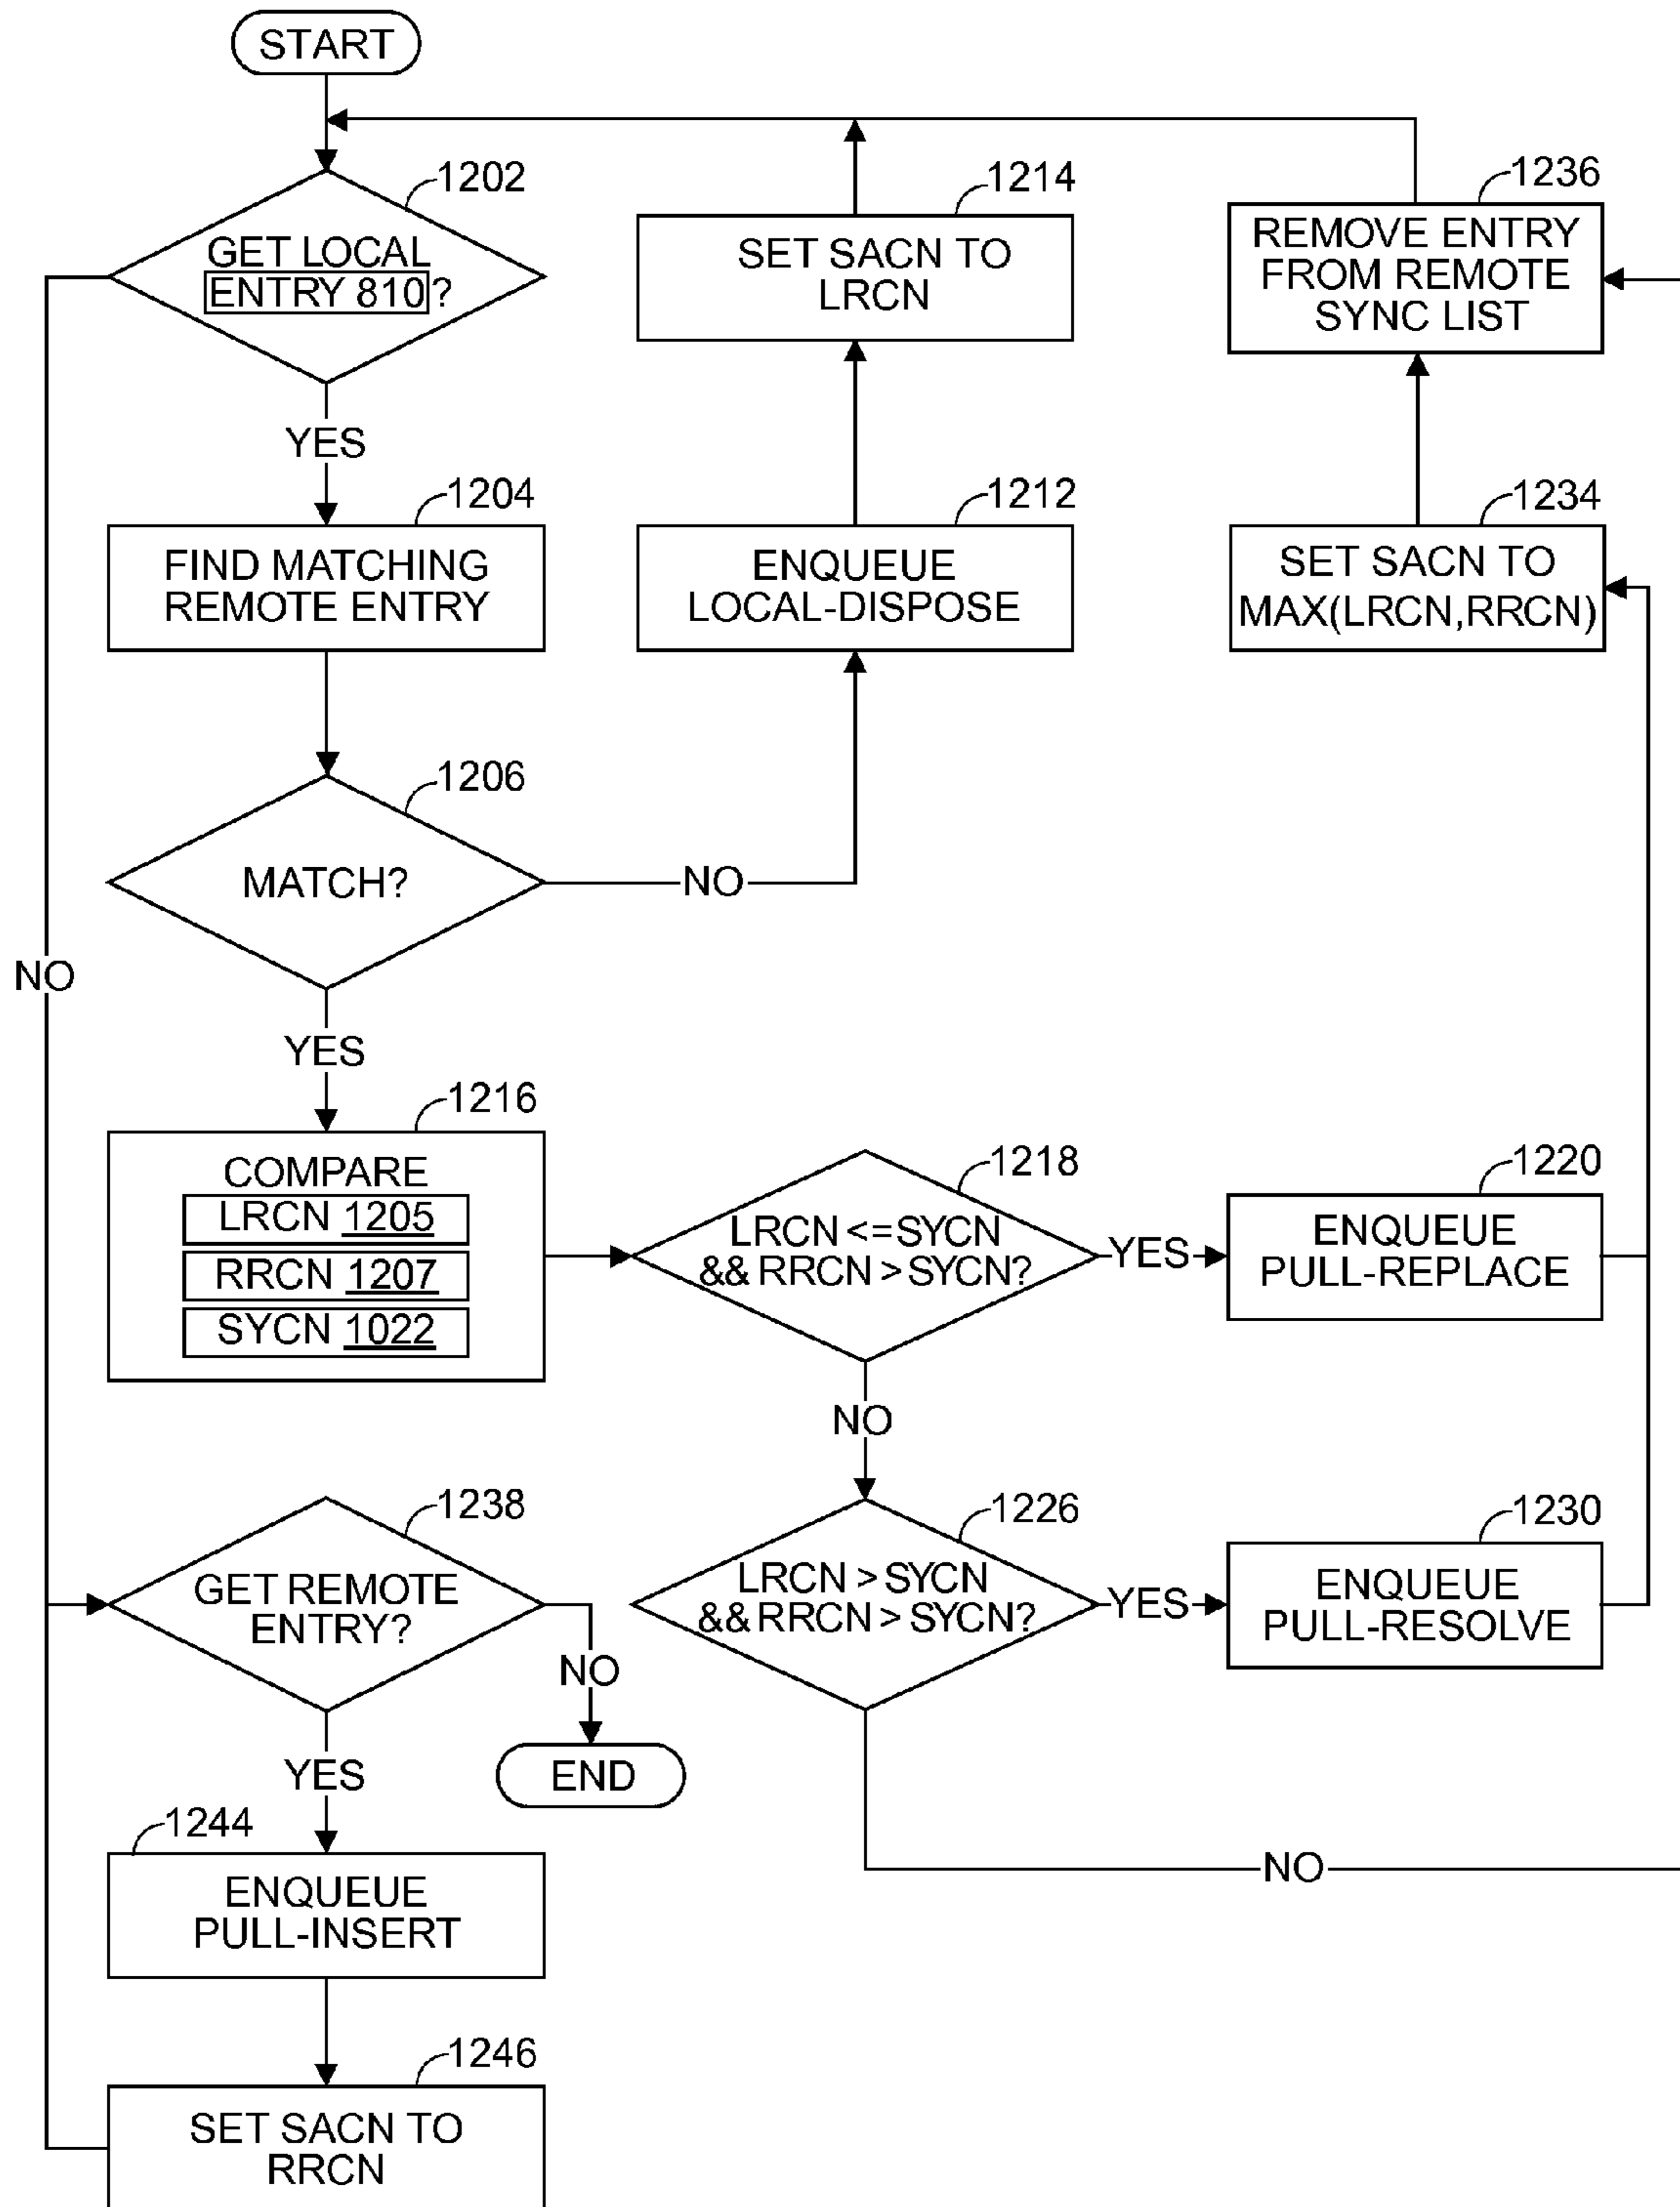 START
1202
GET LOCAL
ENTRY 810?
YES
1204
FIND MATCHING
REMOTE ENTRY
1206
MATCH?
NO
YES
1214
SET SACN TO
LRCN
1212
ENQUEUE
LOCAL-DISPOSE
1236
REMOVE ENTRY
FROM REMOTE
SYNC LIST
1234
SET SACN TO
MAX(LRCN,RRCN)
NO
1216
COMPARE
LRCN 1205
RRCN 1207
SYCN 1022
1218
LRCN <=SYCN
&& RRCN > SYCN?
YES
1220
ENQUEUE
PULL-REPLACE
NO
1226
LRCN > SYCN
&& RRCN > SYCN?
YES
1230
ENQUEUE
PULL-RESOLVE
NO
1238
GET REMOTE
ENTRY?
NO
END
YES
1244
ENQUEUE
PULL-INSERT
1246
SET SACN TO
RRCN